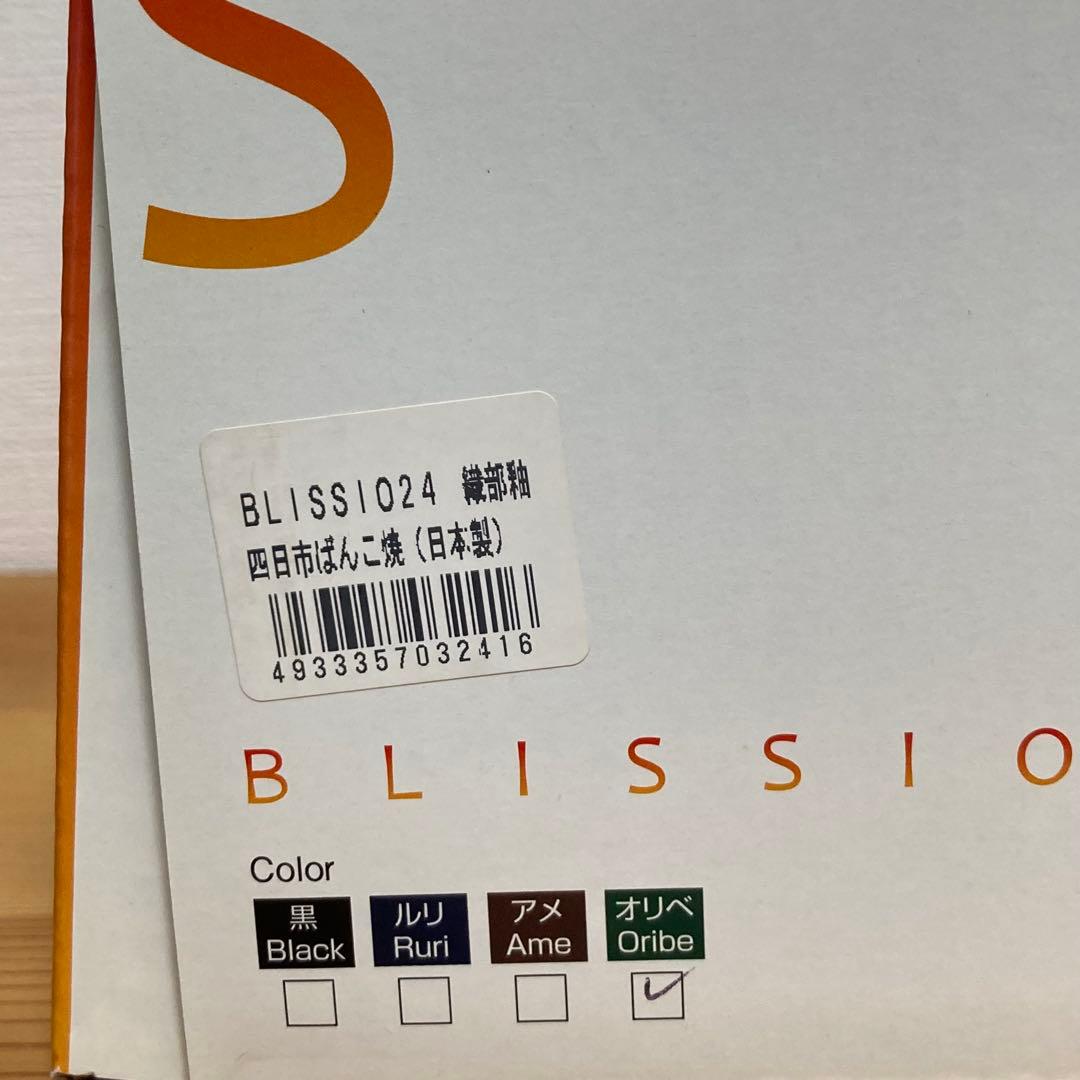 S
BLISSIO24 織部釉
四日市ばんこ焼(日本製)
4933357032416
BLISSIO
Color
黒 ルリ アメ オリベ
Black Ruri Ame Oribe